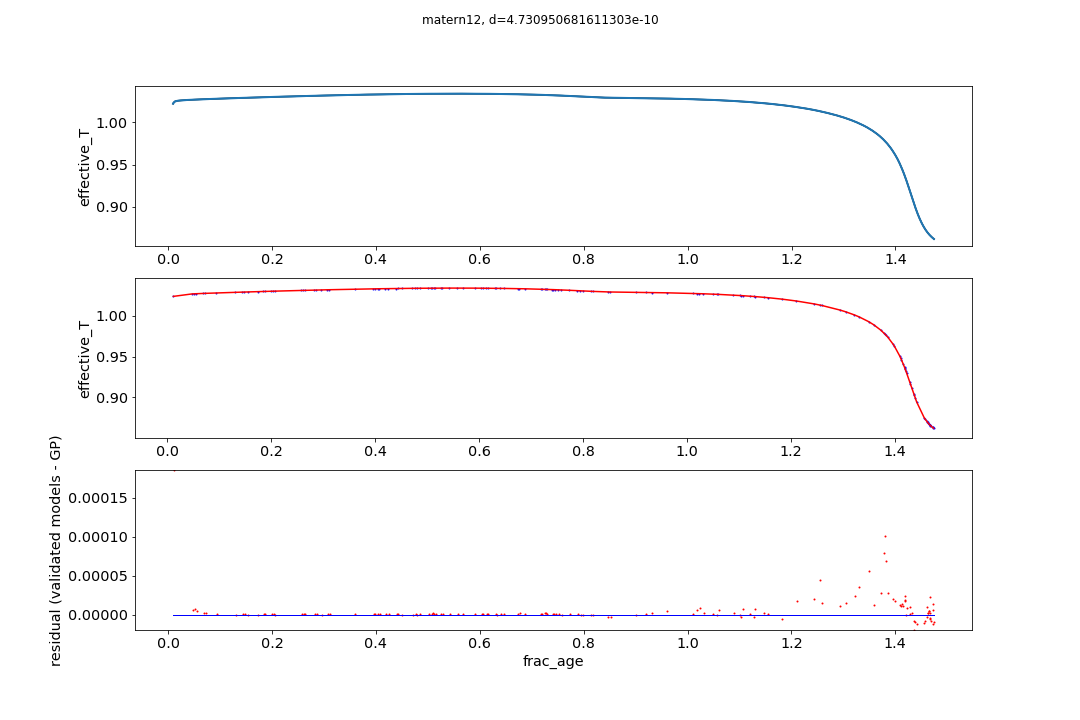 matern12, d=4.730950681611303e-10
effective_T
1.00
0.95
0.90
0.0 0.2 0.4 0.6 0.8 1.0 1.2 1.4
effective_T
1.00
0.95
0.90
0.0 0.2 0.4 0.6 0.8 1.0 1.2 1.4
residual (validated models - GP)
0.00015
0.00010
0.00005
0.00000
0.0 0.2 0.4 0.6 0.8 1.0 1.2 1.4
frac_age